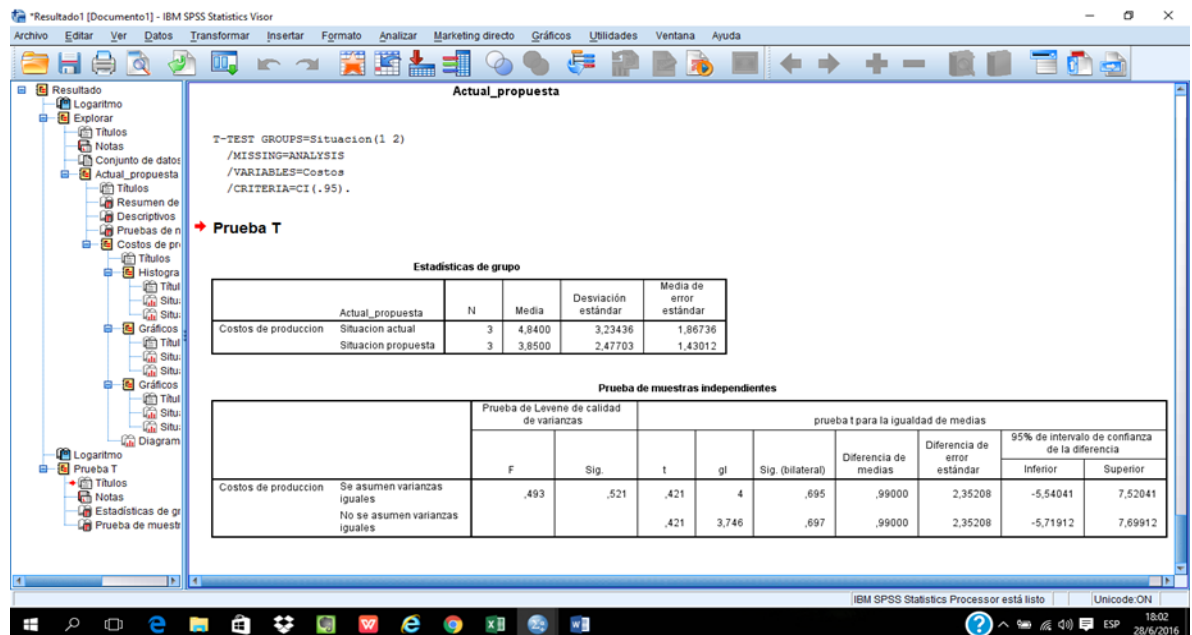 *Resultado1 [Documento1] - IBM SPSS Statistics Visor
Archivo Editar Ver Datos Transformar Insertar Formato Analizar Marketing directo Gráficos Utilidades Ventana Ayuda
Resultado
Logaritmo
Explorar
Títulos
Notas
Conjunto de datos
Actual_propuesta
Títulos
Resumen de
Descriptivos
Pruebas de n
Costos de pr
Títulos
Histogra
Títul
Situ
Situ
Gráficos
Títul
Situ
Situ
Gráficos
Títul
Situ
Situ
Diagram
Logaritmo
Prueba T
Títulos
Notas
Estadísticas de gr
Prueba de muestr
Actual_propuesta
T-TEST GROUPS=Situacion(1 2)
/MISSING=ANALYSIS
/VARIABLES=Costos
/CRITERIA=CI(.95).
Prueba T
Estadísticas de grupo
Actual_propuesta N Media Desviación estándar Media de error estándar
Costos de produccion Situacion actual 3 4,8400 3,23436 1,86736
Situacion propuesta 3 3,8500 2,47703 1,43012
Prueba de muestras independientes
Prueba de Levene de calidad de varianzas prueba t para la igualdad de medias
F Sig. t gl Sig. (bilateral) Diferencia de medias Diferencia de error estándar 95% de intervalo de confianza de la diferencia
Inferior Superior
Costos de produccion Se asumen varianzas iguales ,493 ,521 ,421 4 ,695 ,99000 2,35208 -5,54041 7,52041
No se asumen varianzas iguales ,421 3,746 ,697 ,99000 2,35208 -5,71912 7,69912
IBM SPSS Statistics Processor está listo Unicode:ON
ESP 18:02
28/6/2016